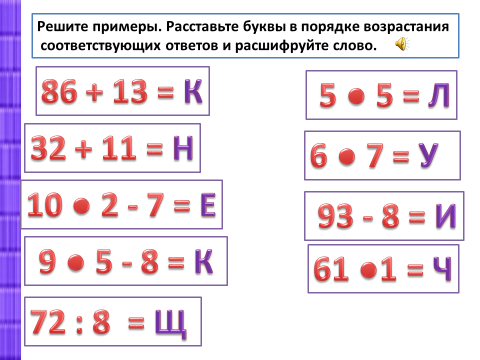 Решите примеры. Расставьте буквы в порядке возрастания
соответствующих ответов и расшифруйте слово.
86 + 13 = К
32 + 11 = Н
10 • 2 - 7 = Е
9 • 5 - 8 = К
72 : 8 = Щ
5 • 5 = Л
6 • 7 = У
93 - 8 = И
61 •1 = Ч